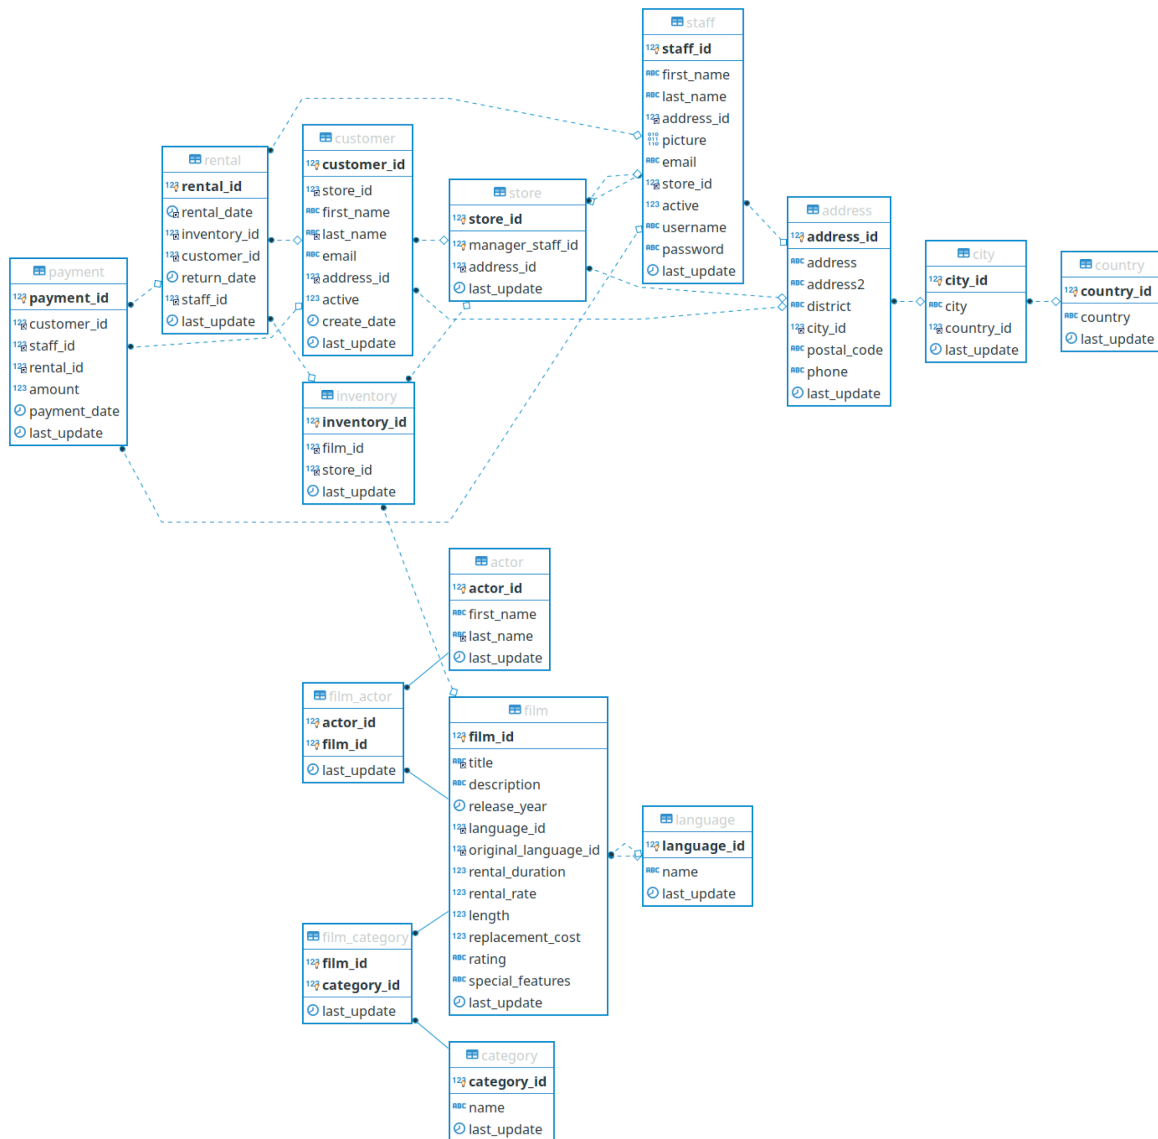 staff
staff_id
first_name
last_name
address_id
picture
email
store_id
active
username
password
last_update
customer
customer_id
store_id
first_name
last_name
email
address_id
active
create_date
last_update
rental
rental_id
rental_date
inventory_id
customer_id
return_date
staff_id
last_update
store
store_id
manager_staff_id
address_id
last_update
address
address_id
address
address2
district
city_id
postal_code
phone
last_update
city
city_id
city
country_id
last_update
country
country_id
country
last_update
payment
payment_id
customer_id
staff_id
rental_id
amount
payment_date
last_update
inventory
inventory_id
film_id
store_id
last_update
actor
actor_id
first_name
last_name
last_update
film_actor
actor_id
film_id
last_update
film
film_id
title
description
release_year
language_id
original_language_id
rental_duration
rental_rate
length
replacement_cost
rating
special_features
last_update
language
language_id
name
last_update
film_category
film_id
category_id
last_update
category
category_id
name
last_update